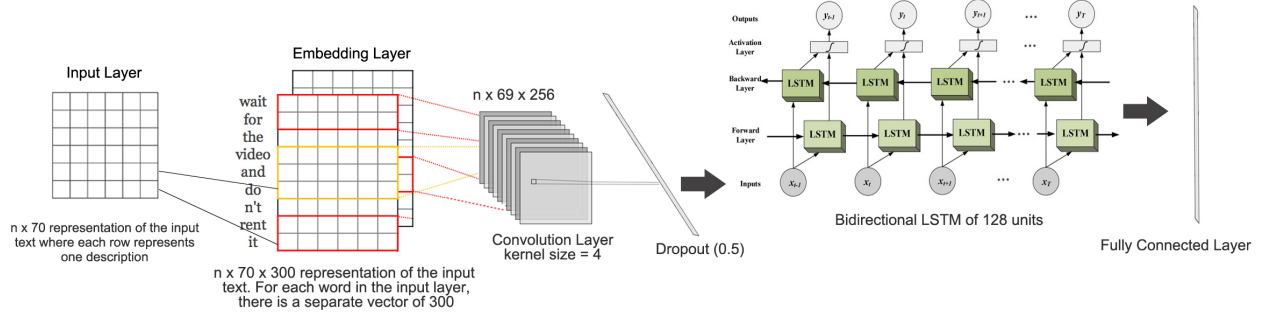 Input Layer
n x 70 representation of the input
text where each row represents
one description
Embedding Layer
wait
for
the
video
and
do
n't
rent
it
n x 70 x 300 representation of the input
text. For each word in the input layer,
there is a separate vector of 300
n x 69 x 256
Convolution Layer
kernel size = 4
Dropout (0.5)
Outputs
y_{t-1} y_t y_{t+1} ... y_T
Activation
Layer
...
Backward
Layer
LSTM LSTM LSTM ... LSTM
Forward
Layer
LSTM LSTM LSTM ... LSTM
Inputs
x_{t-1} x_t x_{t+1} ... x_T
Bidirectional LSTM of 128 units
Fully Connected Layer